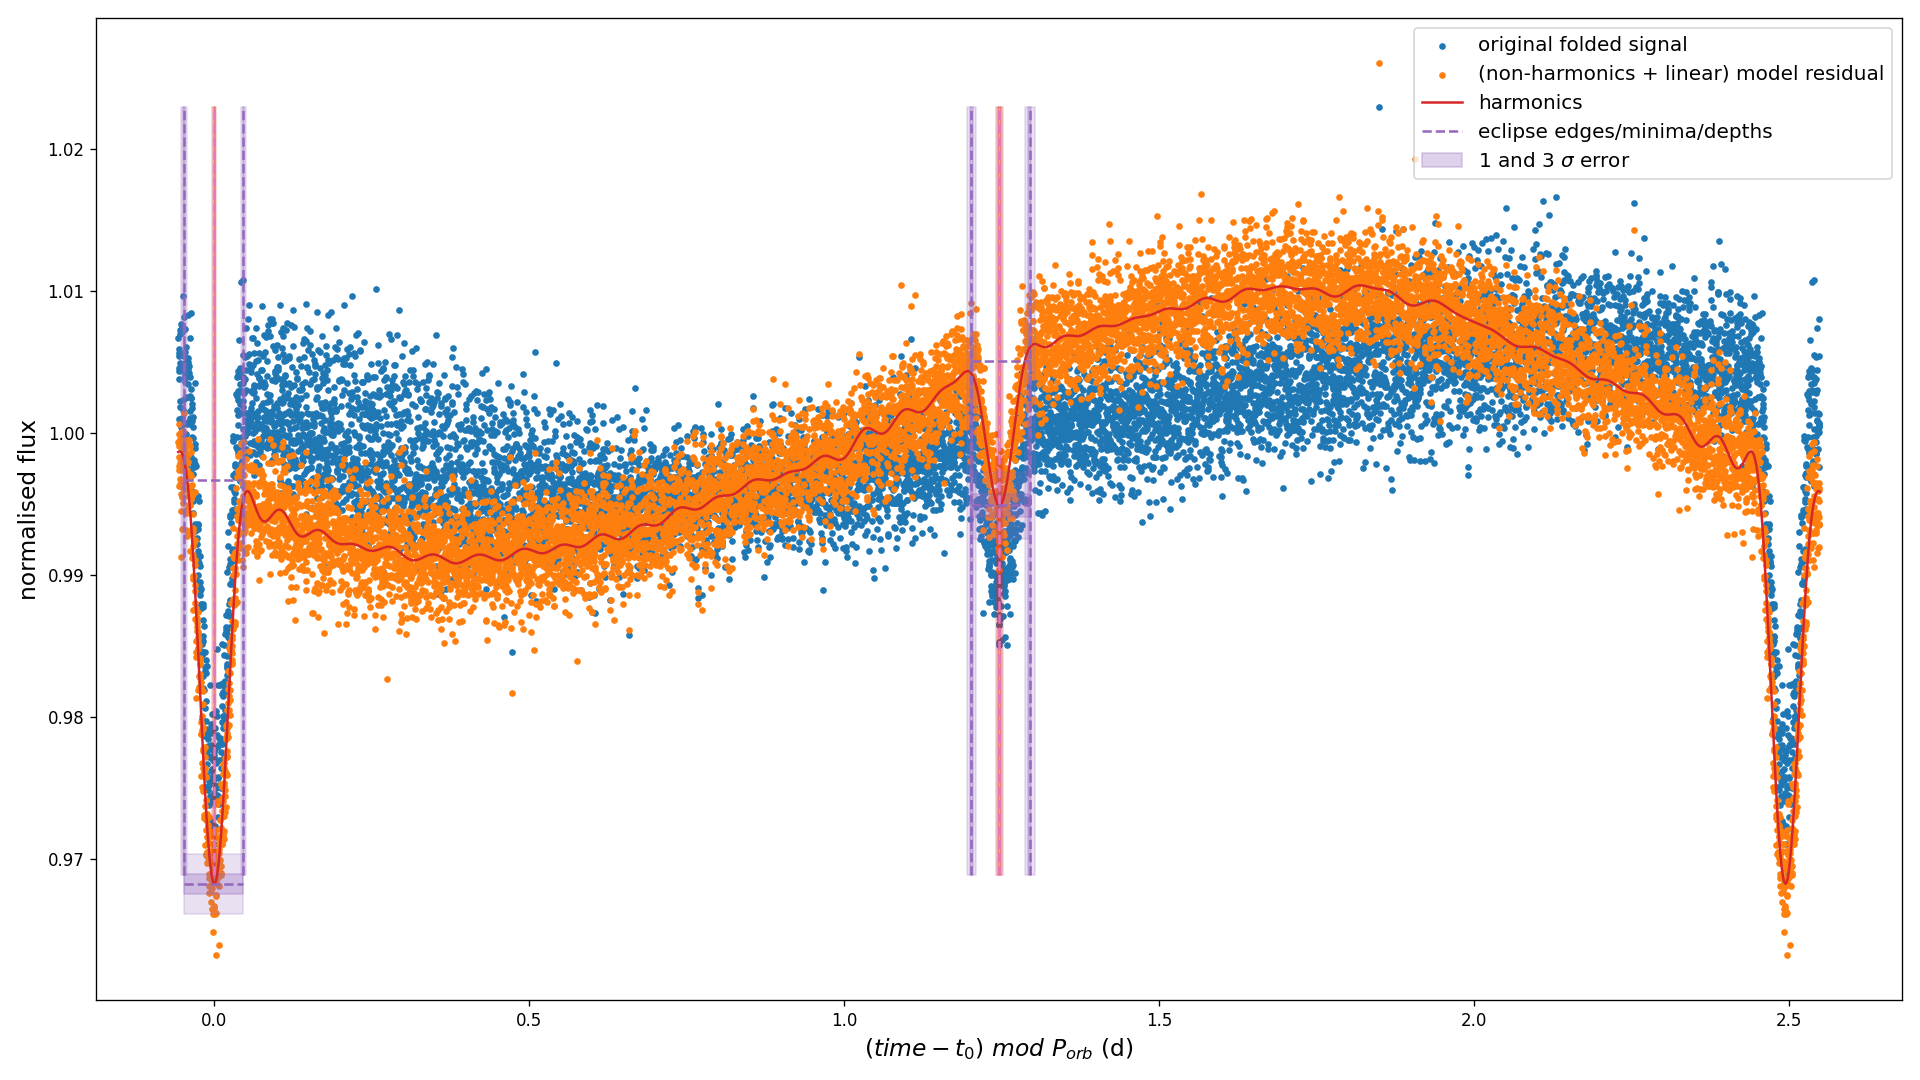 original folded signal
(non-harmonics + linear) model residual
harmonics
eclipse edges/minima/depths
1 and 3 σ error
normalised flux
1.02
1.01
1.00
0.99
0.98
0.97
0.0 0.5 1.0 1.5 2.0 2.5
(time − t₀) mod Pₒᵣb (d)